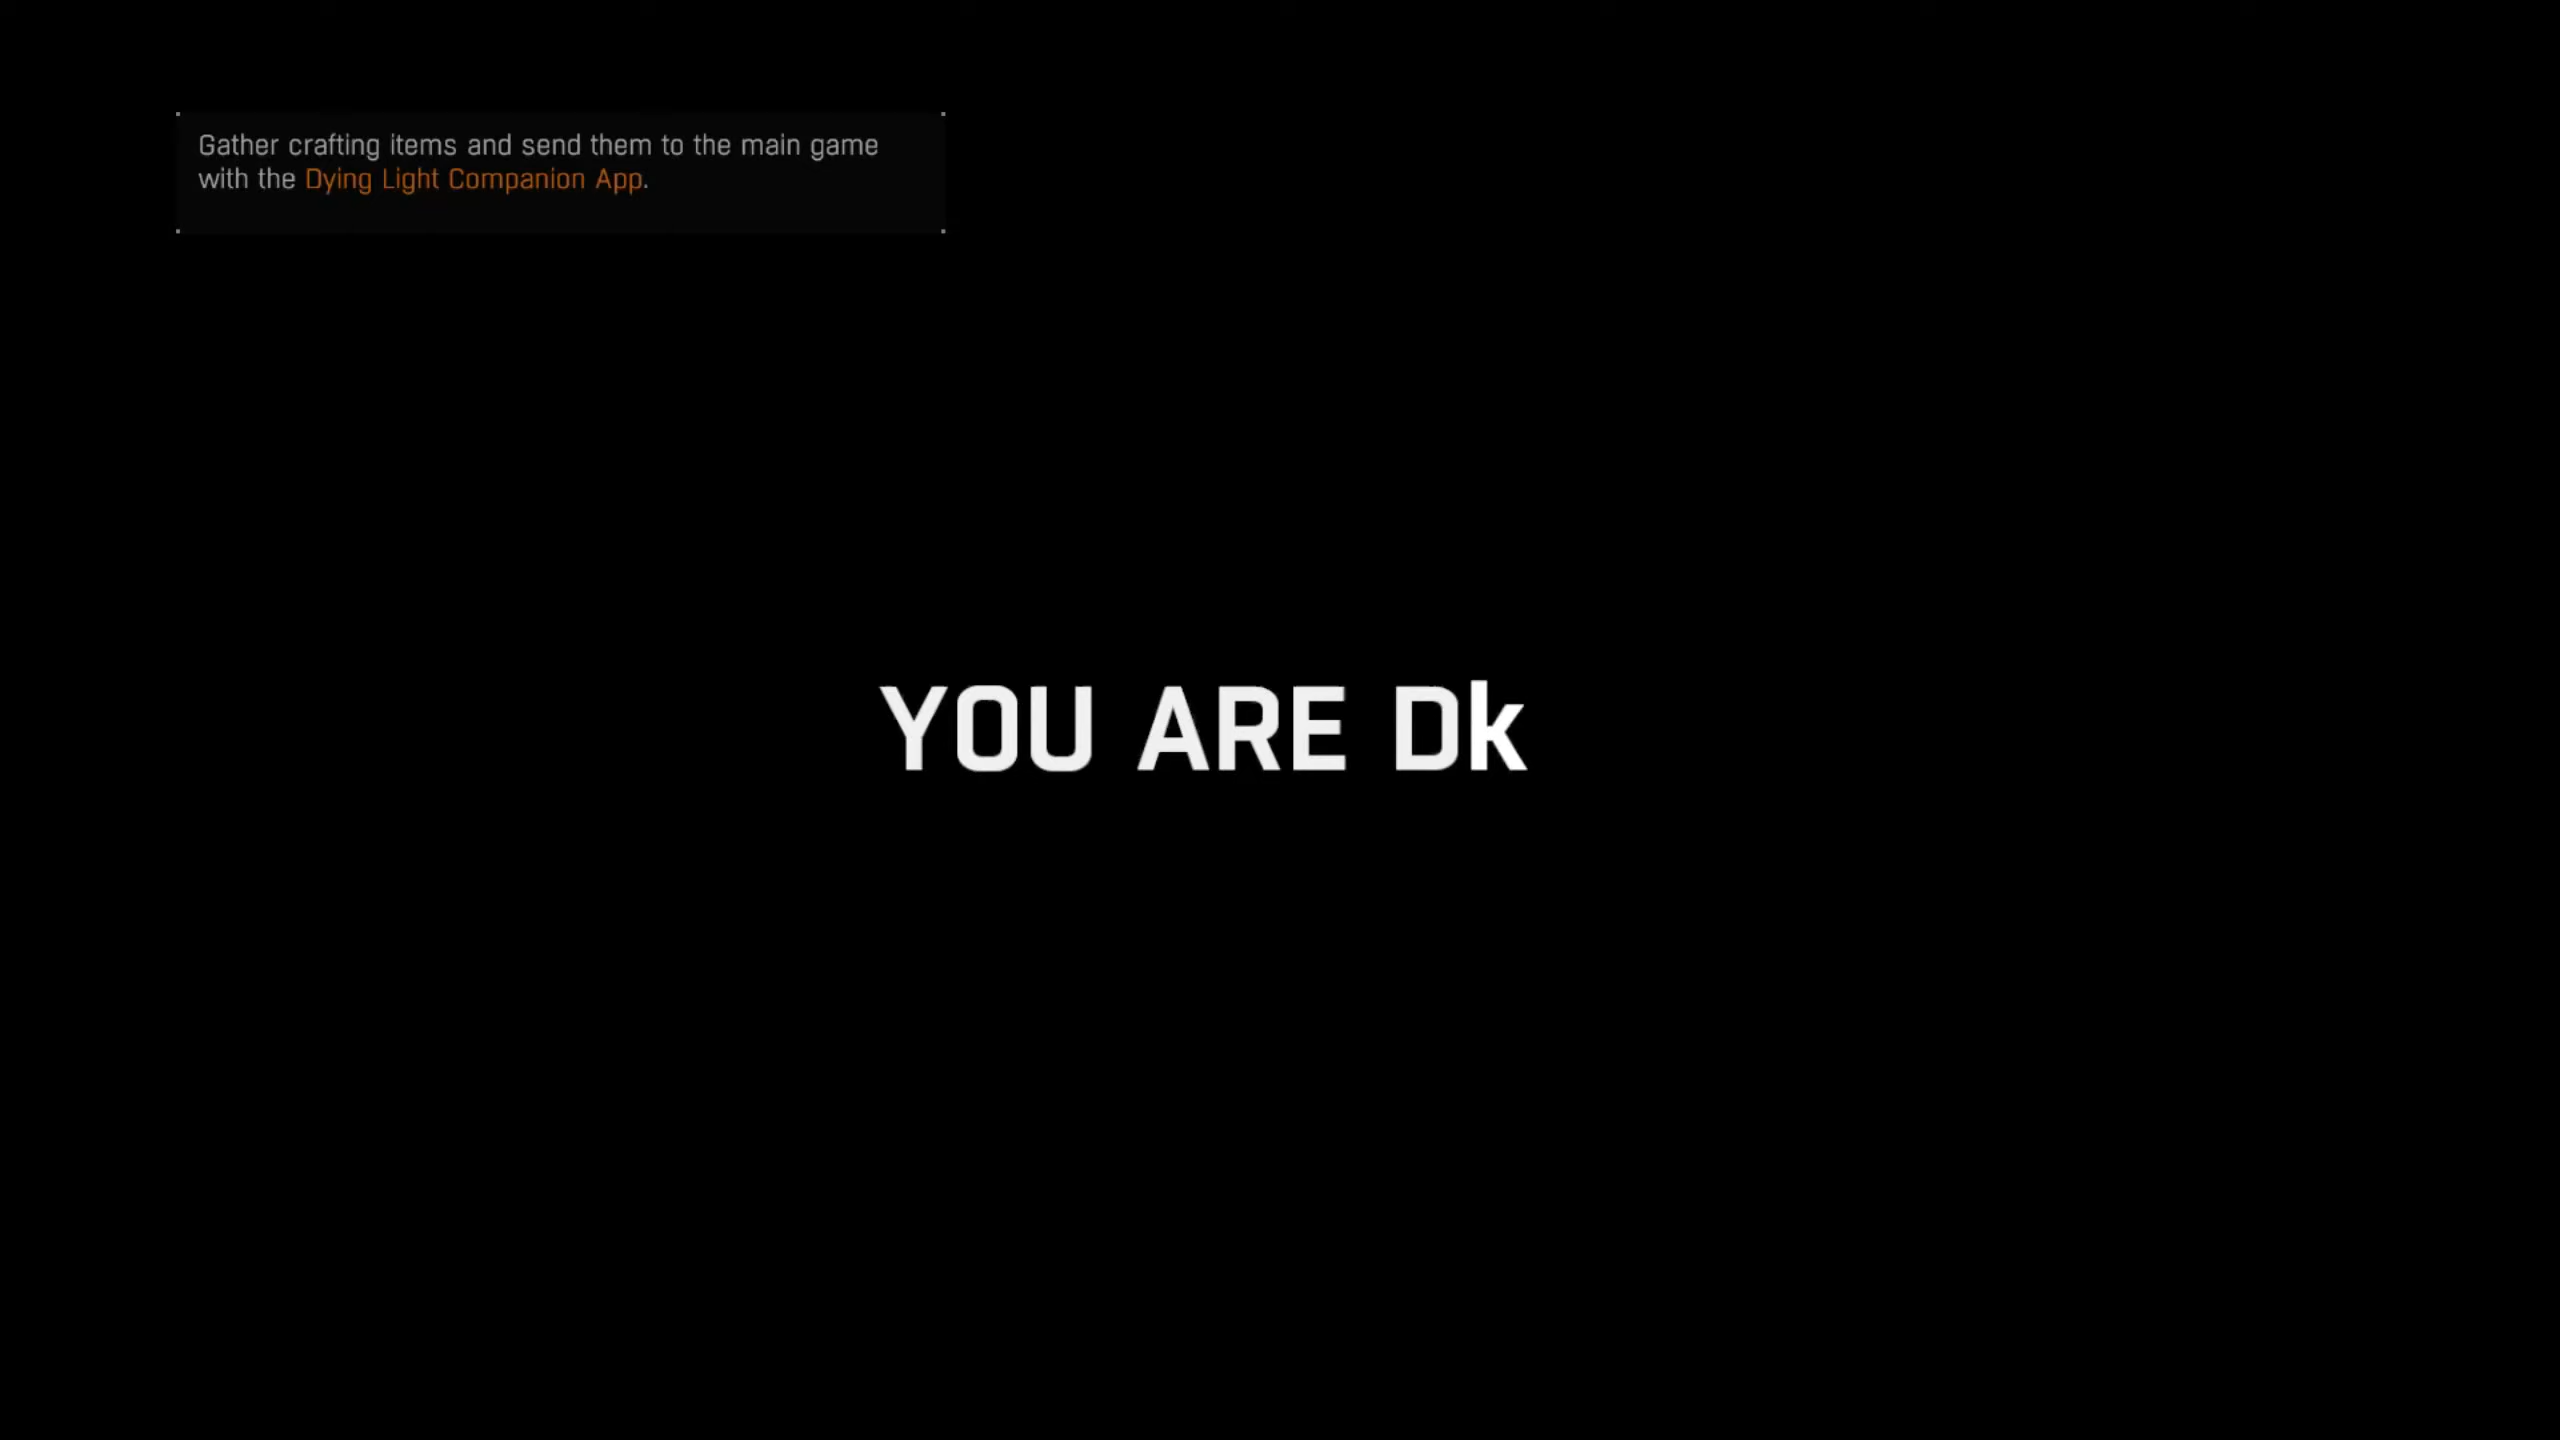 Gather crafting items and send them to the main game
with the Dying Light Companion App.
YOU ARE Dk